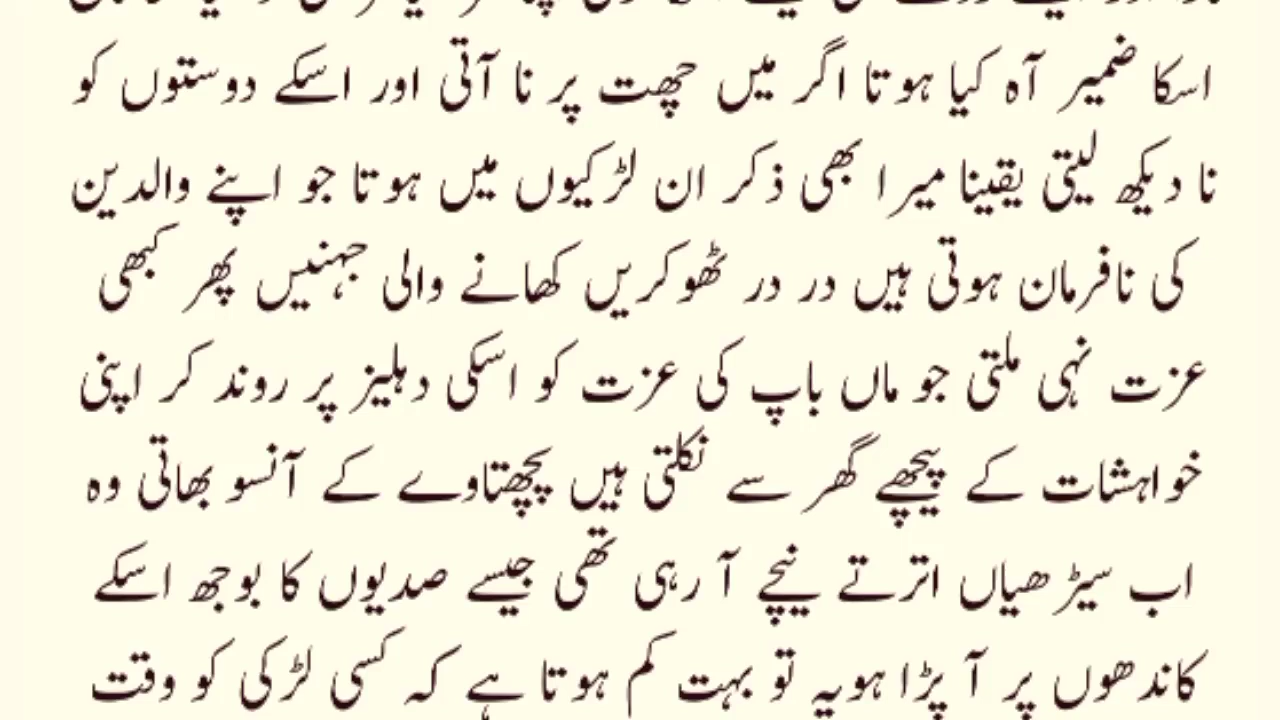 اسکا ضمیر آہ کیا ہوتا اگر میں چھت پر نا آتی اور اسکے دوستوں کو
نا دیکھ لیتی یقینا میرا بھی ذکر ان لڑکیوں میں ہوتا جو اپنے والدین
کی نافرمان ہوتی ہیں در در ٹھوکریں کھانے والی جہنیں پھر کبھی
عزت نہی ملتی جو ماں باپ کی عزت کو اسکی دہلیز پر روند کر اپنی
خواہشات کے پیچھے گھر سے نکلتی ہیں پچھتاوے کے آنسو بھاتی وہ
اب سیڑھیاں اترتے نیچے آ رہی تھی جیسے صدیوں کا بوجھ اسکے
کاندھوں پر آ پڑا ہویہ تو بہت کم ہوتا ہے کہ کسی لڑکی کو وقت